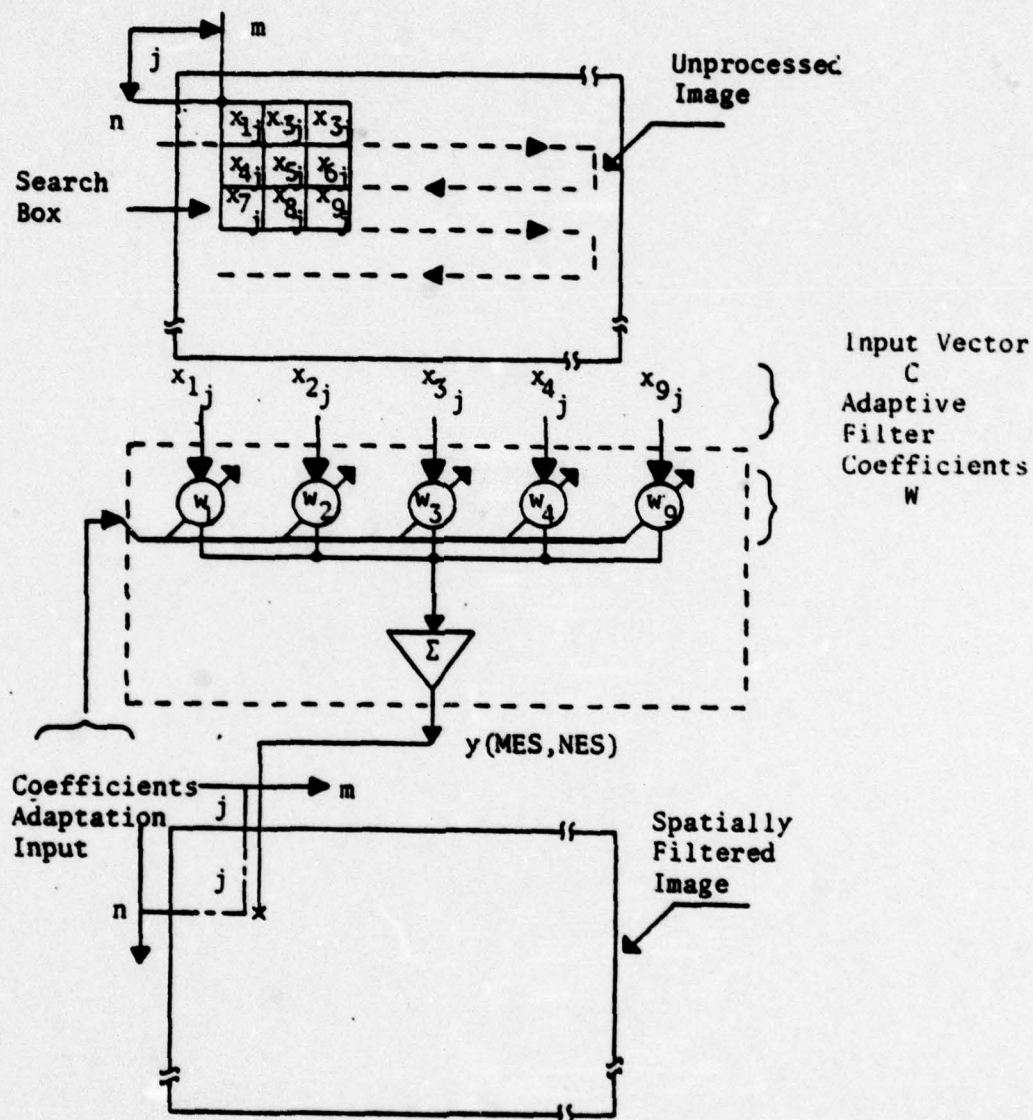 m
j
Unprocessed
Image
n
x1j x3j x3j
x4j x5j x6j
x7j x8j x9j
Search
Box
Input Vector
C
Adaptive
Filter
Coefficients
W
x1j x2j x3j x4j x9j
w1 w2 w3 w4 w9
Σ
y(MES,NES)
Coefficients
Adaptation
Input
m
j
j
n
Spatially
Filtered
Image